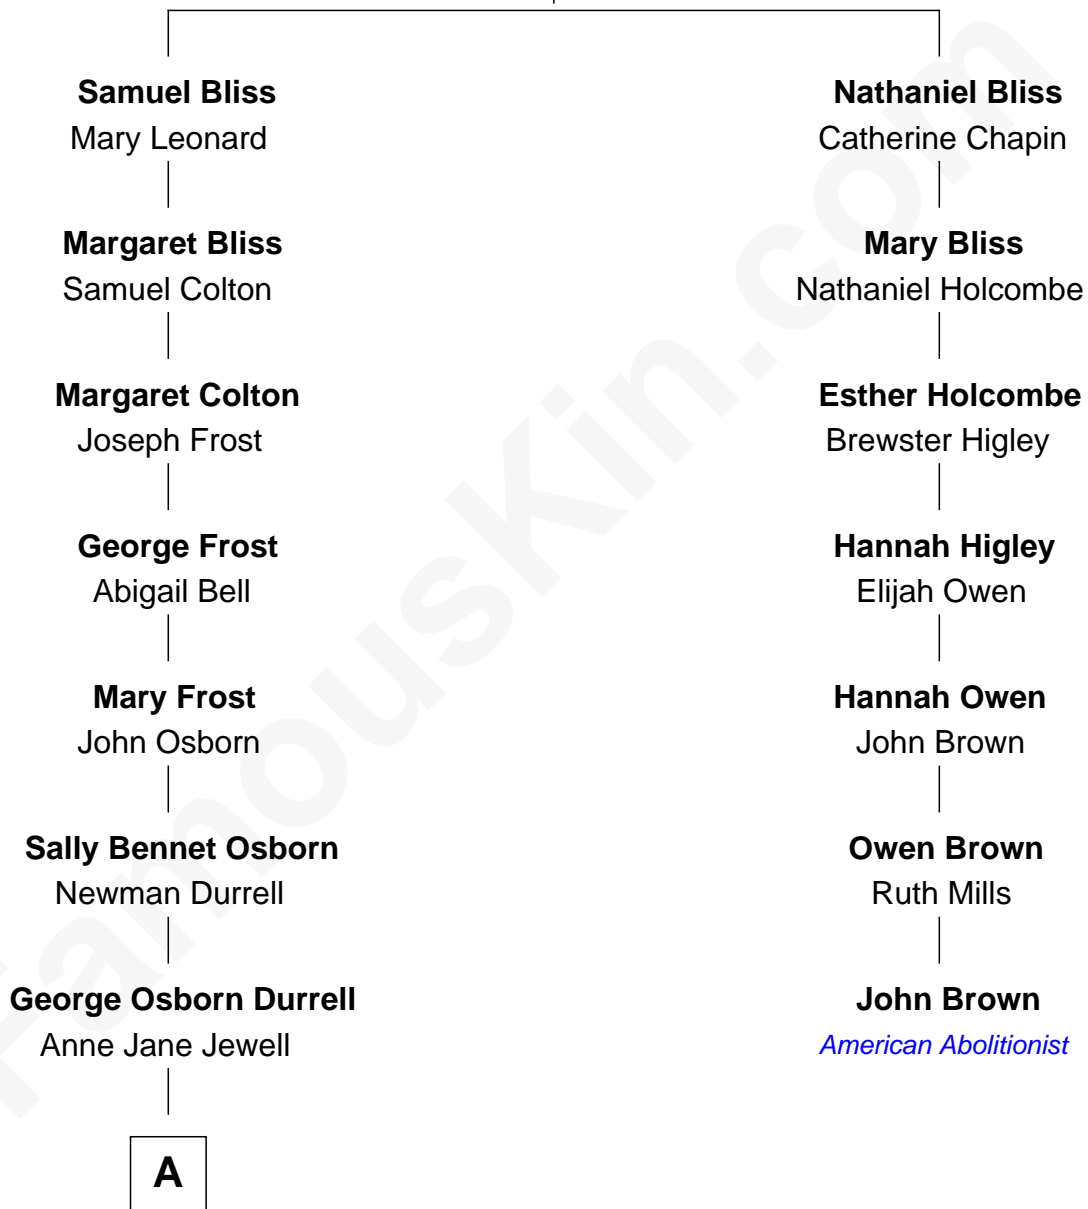 Samuel Bliss
Mary Leonard
Nathaniel Bliss
Catherine Chapin
Margaret Bliss
Samuel Colton
Mary Bliss
Nathaniel Holcombe
Margaret Colton
Joseph Frost
Esther Holcombe
Brewster Higley
George Frost
Abigail Bell
Hannah Higley
Elijah Owen
Mary Frost
John Osborn
Hannah Owen
John Brown
Sally Bennet Osborn
Newman Durrell
Owen Brown
Ruth Mills
George Osborn Durrell
Anne Jane Jewell
John Brown
American Abolitionist
A
FamousKin.com